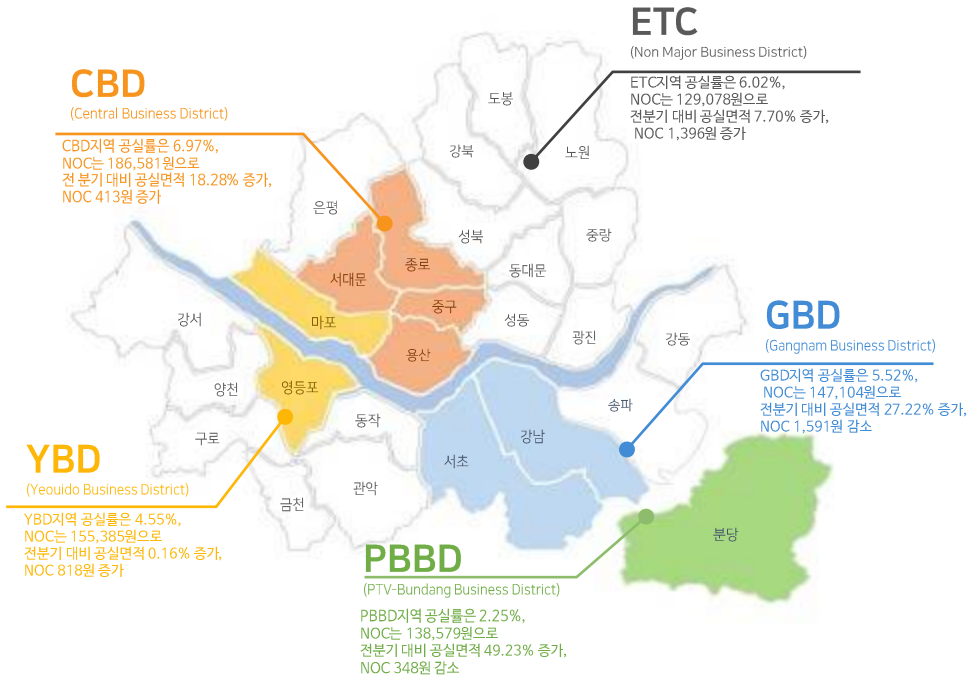 ETC
(Non Major Business District)
ETC지역 공실률은 6.02%,
NOC는 129,078원으로
전분기 대비 공실면적 7.70% 증가,
NOC 1,396원 증가
CBD
(Central Business District)
CBD지역 공실률은 6.97%,
NOC는 186,581원으로
전 분기 대비 공실면적 18.28% 증가,
NOC 413원 증가
도봉
강북
노원
은평
성북
중랑
서대문
종로
동대문
강서
마포
중구
성동
광진
강동
용산
양천
영등포
동작
송파
구로
강남
서초
금천
관악
분당
GBD
(Gangnam Business District)
GBD지역 공실률은 5.52%,
NOC는 147,104원으로
전분기 대비 공실면적 27.22% 증가,
NOC 1,591원 감소
YBD
(Yeouido Business District)
YBD지역 공실률은 4.55%,
NOC는 155,385원으로
전분기 대비 공실면적 0.16% 증가,
NOC 818원 증가
PBBD
(PTV-Bundang Business District)
PBBD지역 공실률은 2.25%,
NOC는 138,579원으로
전분기 대비 공실면적 49.23% 증가,
NOC 348원 감소